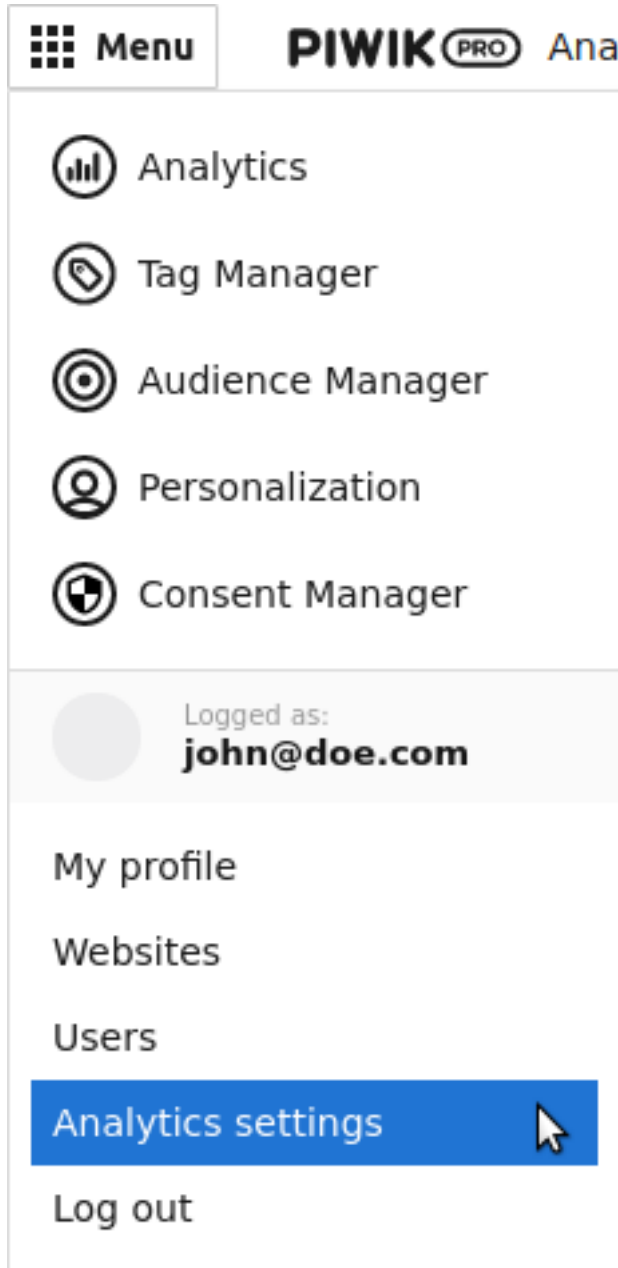 Menu PIWIK PRO Ana
Analytics
Tag Manager
Audience Manager
Personalization
Consent Manager
Logged as:
john@doe.com
My profile
Websites
Users
Analytics settings
Log out